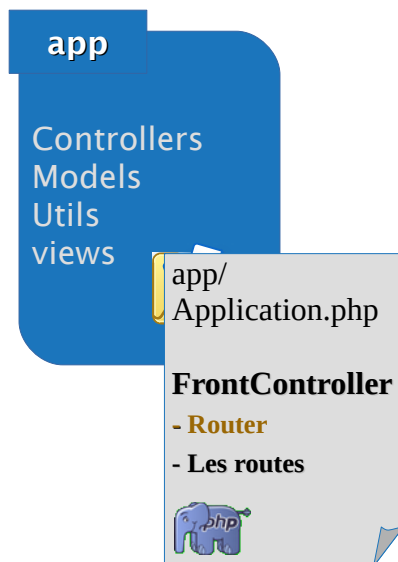 app
Controllers
Models
Utils
views
app/
Application.php
FrontController
- Router
- Les routes
php